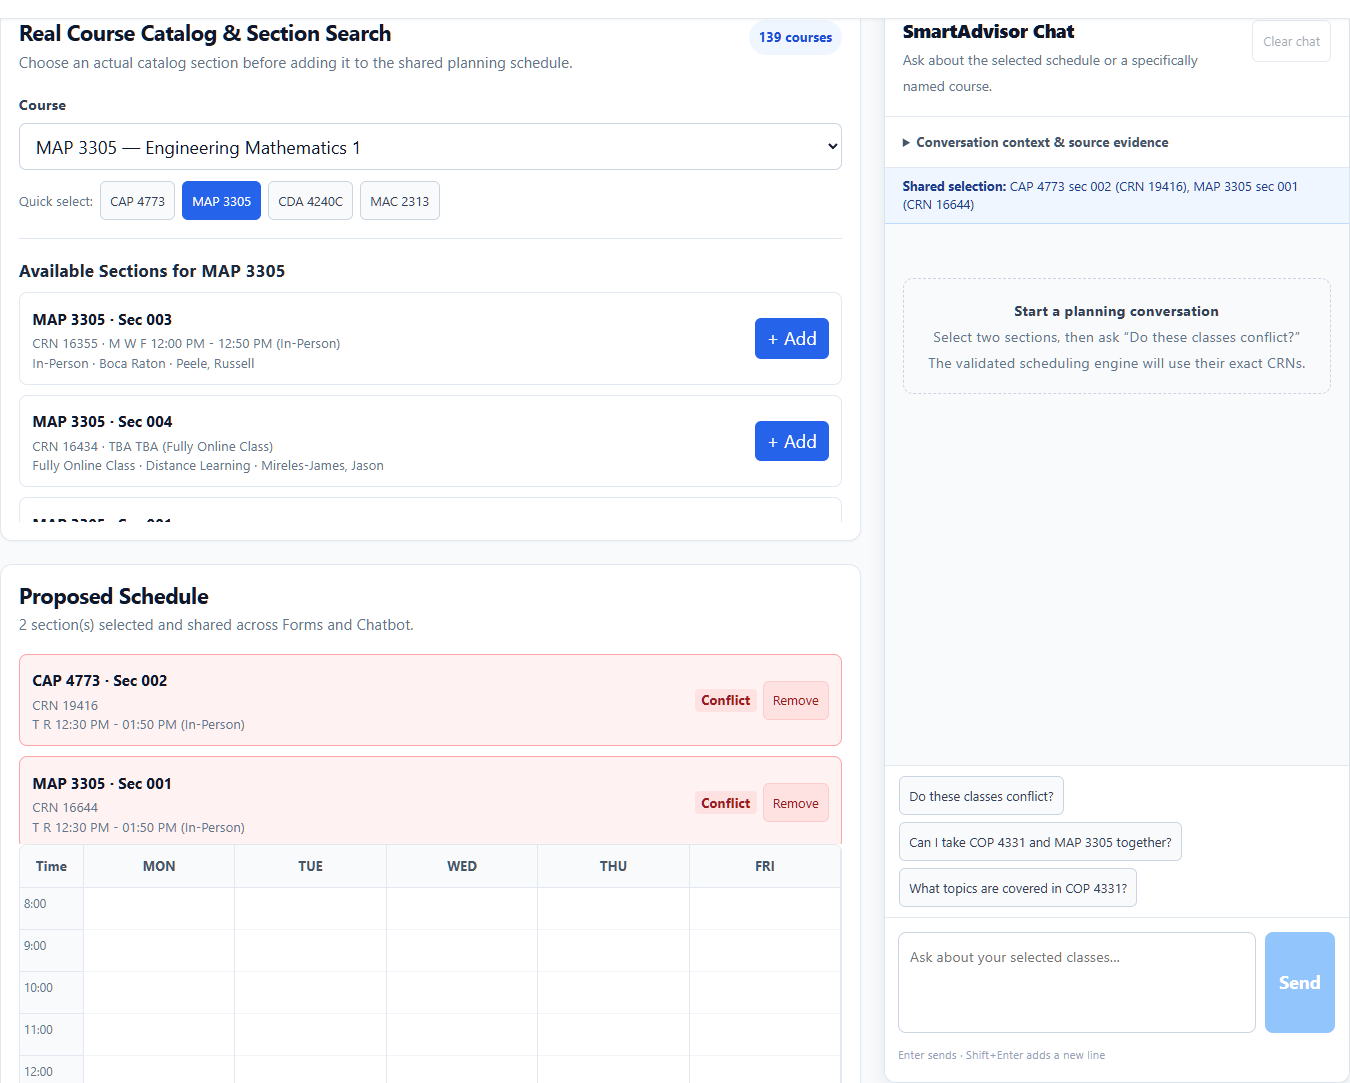 Real Course Catalog & Section Search
139 courses
Choose an actual catalog section before adding it to the shared planning schedule.
Course
MAP 3305 — Engineering Mathematics 1
Quick select:
CAP 4773
MAP 3305
CDA 4240C
MAC 2313
Available Sections for MAP 3305
MAP 3305 · Sec 003
CRN 16355 · M W F 12:00 PM - 12:50 PM (In-Person)
In-Person · Boca Raton · Peele, Russell
+ Add
MAP 3305 · Sec 004
CRN 16434 · TBA TBA (Fully Online Class)
Fully Online Class · Distance Learning · Mireles-James, Jason
+ Add
MAP 3305 · Sec 001
Proposed Schedule
2 section(s) selected and shared across Forms and Chatbot.
CAP 4773 · Sec 002
CRN 19416
T R 12:30 PM - 01:50 PM (In-Person)
Conflict
Remove
MAP 3305 · Sec 001
CRN 16644
T R 12:30 PM - 01:50 PM (In-Person)
Conflict
Remove
Time MON TUE WED THU FRI
8:00
9:00
10:00
11:00
12:00
SmartAdvisor Chat
Clear chat
Ask about the selected schedule or a specifically
named course.
▶ Conversation context & source evidence
Shared selection: CAP 4773 sec 002 (CRN 19416), MAP 3305 sec 001
(CRN 16644)
Start a planning conversation
Select two sections, then ask “Do these classes conflict?”
The validated scheduling engine will use their exact CRNs.
Do these classes conflict?
Can I take COP 4331 and MAP 3305 together?
What topics are covered in COP 4331?
Ask about your selected classes...
Send
Enter sends · Shift+Enter adds a new line